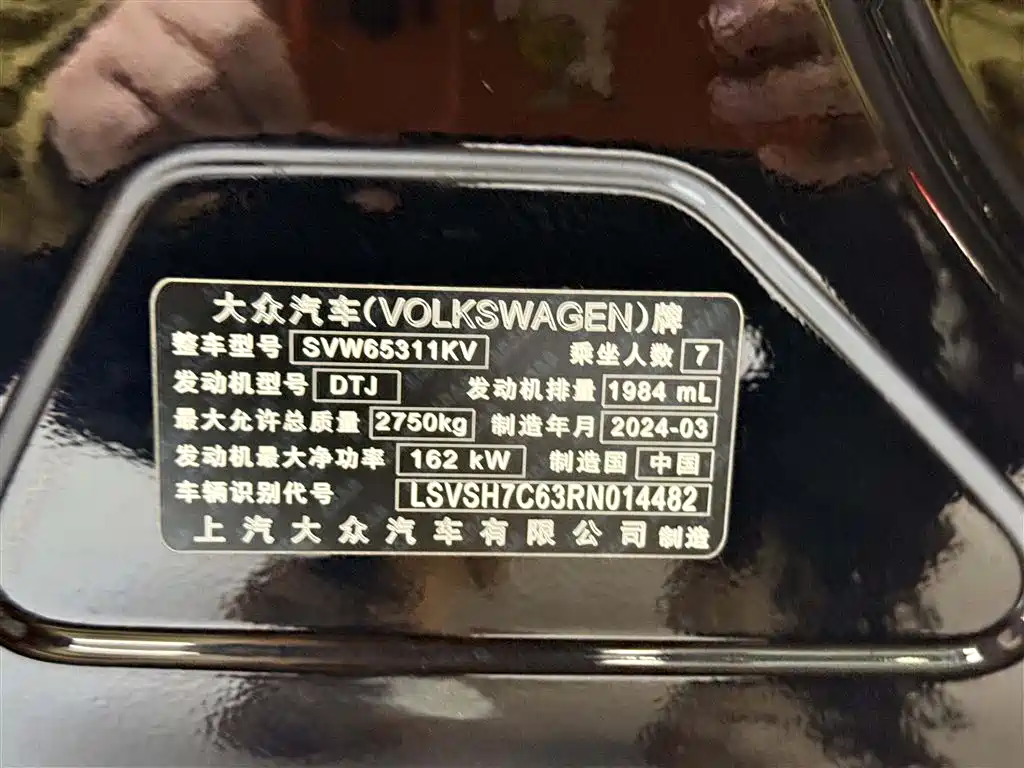 大众汽车(VOLKSWAGEN)牌
整车型号 SVW65311KV 乘坐人数 7
发动机型号 DTJ 发动机排量 1984 mL
最大允许总质量 2750kg 制造年月 2024-03
发动机最大净功率 162 kW 制造国 中国
车辆识别代号 LSVSH7C63RN014482
上汽大众汽车有限公司 制造